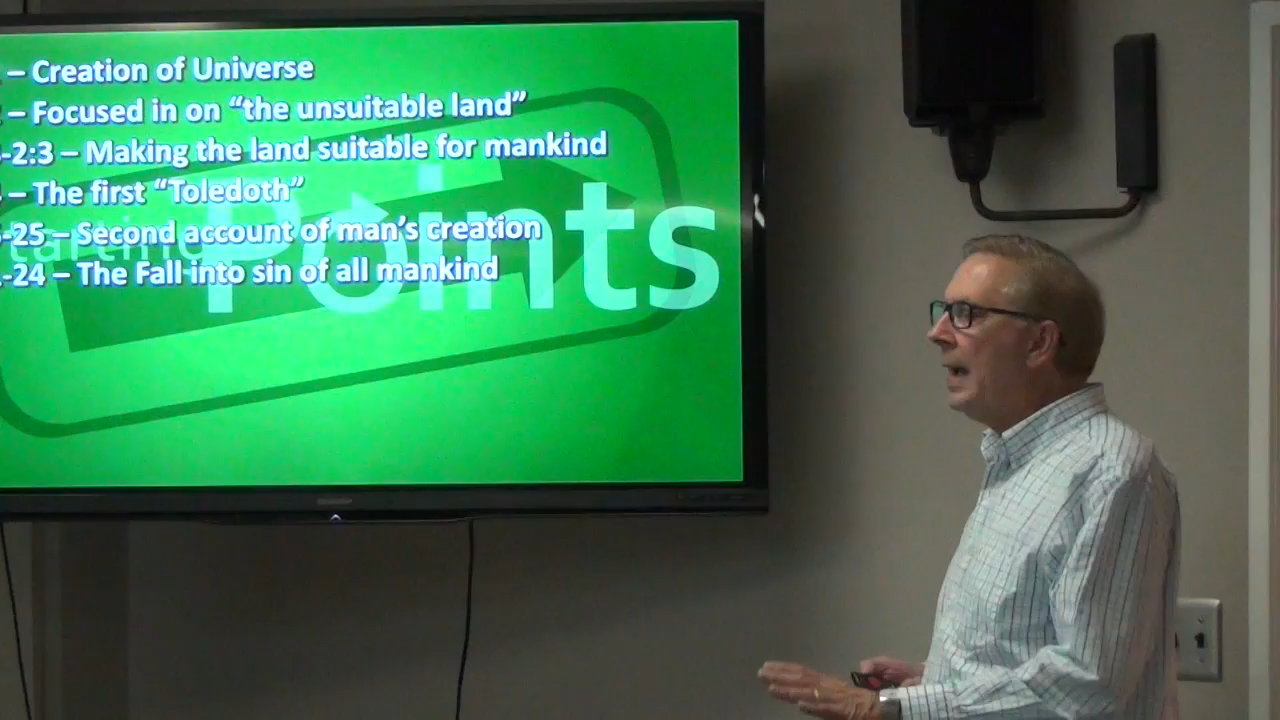 – Creation of Universe
– Focused in on “the unsuitable land”
-2:3 – Making the land suitable for mankind
– The first “Toledoth”
-25 – Second account of man’s creation
-24 – The Fall into sin of all mankind
Points